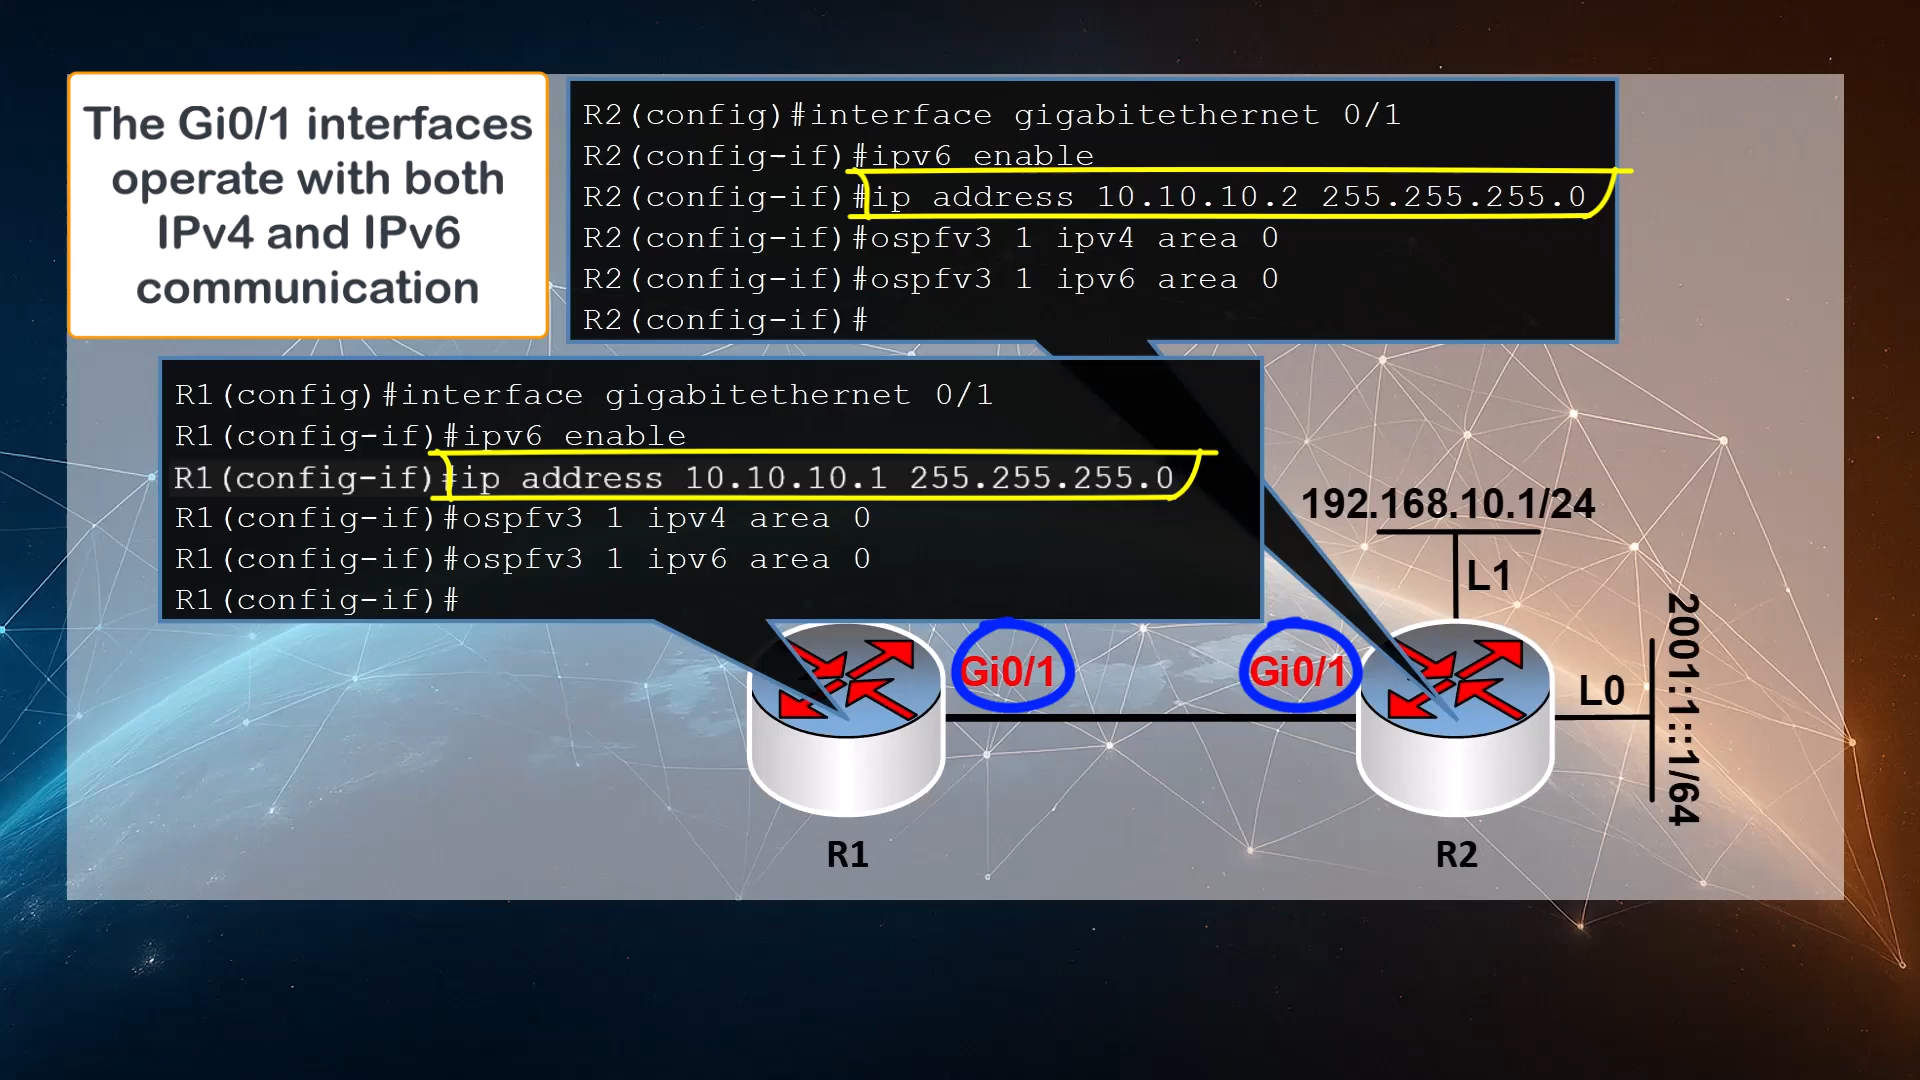 The Gi0/1 interfaces
operate with both
IPv4 and IPv6
communication
R2(config)#interface gigabitethernet 0/1
R2(config-if)#ipv6 enable
R2(config-if)#ip address 10.10.10.2 255.255.255.0
R2(config-if)#ospfv3 1 ipv4 area 0
R2(config-if)#ospfv3 1 ipv6 area 0
R2(config-if)#
R1(config)#interface gigabitethernet 0/1
R1(config-if)#ipv6 enable
R1(config-if)#ip address 10.10.10.1 255.255.255.0
R1(config-if)#ospfv3 1 ipv4 area 0
R1(config-if)#ospfv3 1 ipv6 area 0
R1(config-if)#
192.168.10.1/24
L1
Gi0/1
Gi0/1
L0
2001:1::1/64
R1
R2